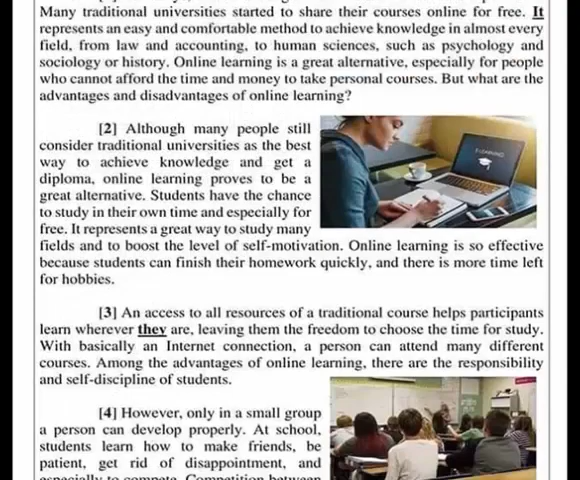 Many traditional universities started to share their courses online for free. It
represents an easy and comfortable method to achieve knowledge in almost every
field, from law and accounting, to human sciences, such as psychology and
sociology or history. Online learning is a great alternative, especially for people
who cannot afford the time and money to take personal courses. But what are the
advantages and disadvantages of online learning?
[2] Although many people still
consider traditional universities as the best
way to achieve knowledge and get a
diploma, online learning proves to be a
great alternative. Students have the chance
to study in their own time and especially for
free. It represents a great way to study many
fields and to boost the level of self-motivation. Online learning is so effective
because students can finish their homework quickly, and there is more time left
for hobbies.
E-LEARNING
[3] An access to all resources of a traditional course helps participants
learn wherever they are, leaving them the freedom to choose the time for study.
With basically an Internet connection, a person can attend many different
courses. Among the advantages of online learning, there are the responsibility
and self-discipline of students.
[4] However, only in a small group
a person can develop properly. At school,
students learn how to make friends, be
patient, get rid of disappointment, and
especially to compete. Competition between